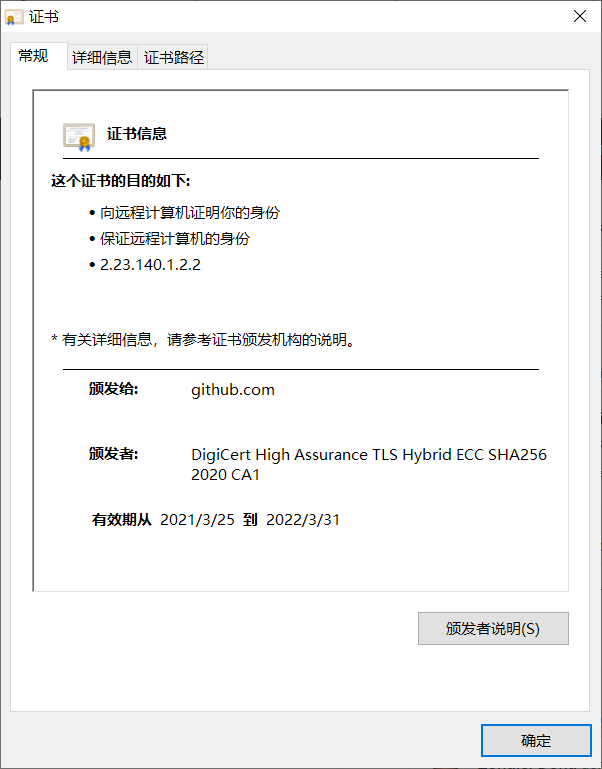 证书
常规
详细信息
证书路径
证书信息
这个证书的目的如下:
• 向远程计算机证明你的身份
• 保证远程计算机的身份
• 2.23.140.1.2.2
* 有关详细信息，请参考证书颁发机构的说明。
颁发给: github.com
颁发者: DigiCert High Assurance TLS Hybrid ECC SHA256
2020 CA1
有效期从 2021/3/25 到 2022/3/31
颁发者说明(S)
确定